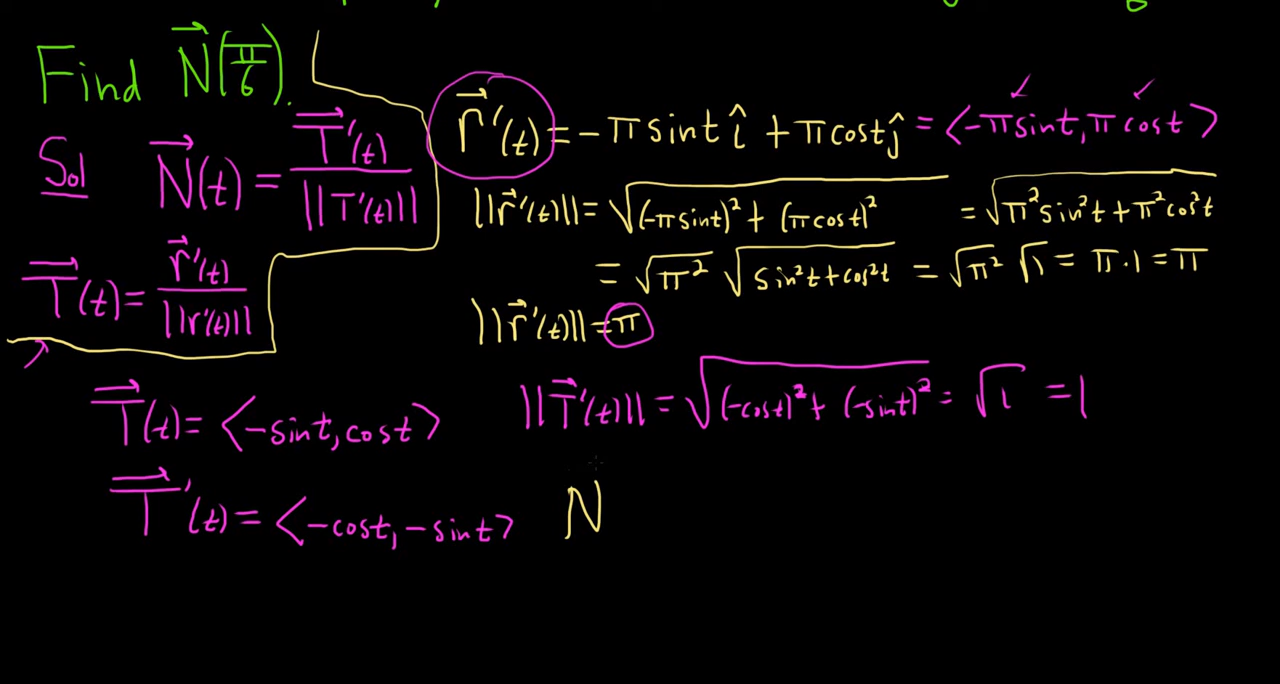 Find N⃗(π/6).
Sol N⃗(t) = T⃗'(t) / ||T'(t)||
T⃗(t) = r⃗'(t) / ||r'(t)||
r⃗'(t) = -π sin t î + π cos t ĵ = <-π sin t, π cos t>
||r⃗'(t)|| = √((-π sin t)² + (π cos t)²) = √(π² sin² t + π² cos² t)
= √(π²) √(sin² t + cos² t) = √(π²) √1 = π · 1 = π
||r⃗'(t)|| = π
T⃗(t) = <-sin t, cos t>
||T⃗'(t)|| = √((-cos t)² + (-sin t)²) = √1 = 1
T⃗'(t) = <-cos t, -sin t>
N